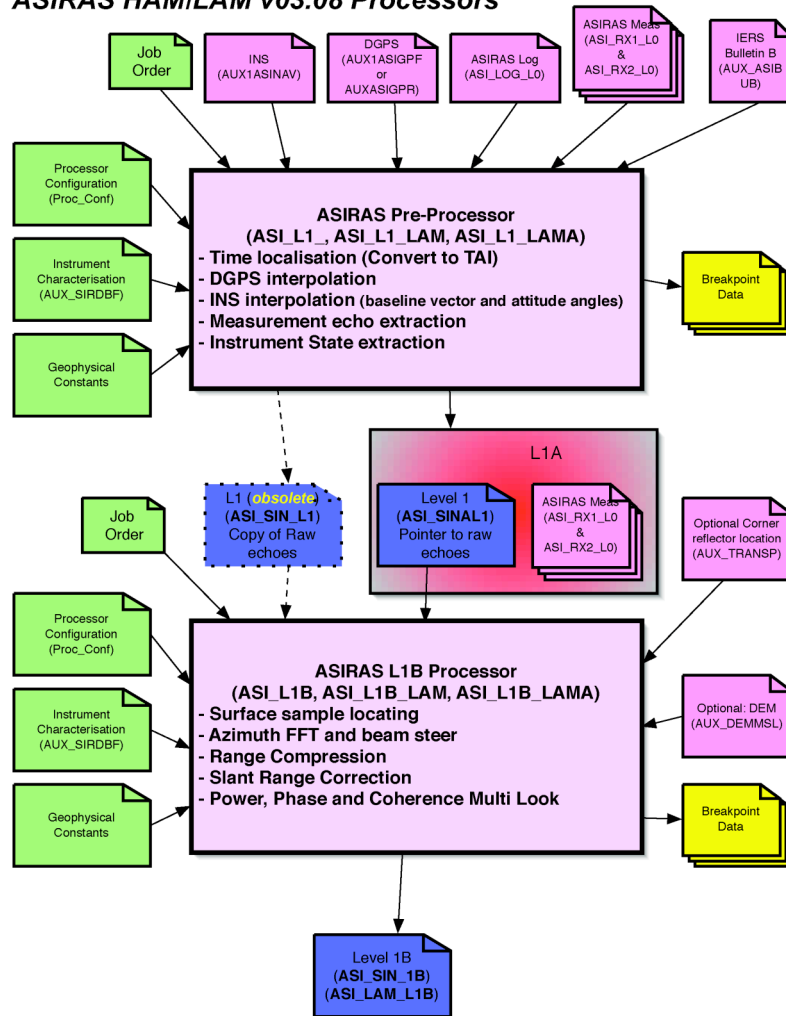 ASIRAS HAM/LAM v03.08 Processors
Job
Order
INS
(AUX1ASINAV)
DGPS
(AUX1ASIGPF
or
AUXASIGPR)
ASIRAS Log
(ASI_LOG_L0)
ASIRAS Meas
(ASI_RX1_L0
&
ASI_RX2_L0)
IERS
Bulletin B
(AUX_ASIB
UB)
Processor
Configuration
(Proc_Conf)
Instrument
Characterisation
(AUX_SIRDBF)
Geophysical
Constants
ASIRAS Pre-Processor
(ASI_L1_, ASI_L1_LAM, ASI_L1_LAMA)
- Time localisation (Convert to TAI)
- DGPS interpolation
- INS interpolation (baseline vector and attitude angles)
- Measurement echo extraction
- Instrument State extraction
Breakpoint
Data
L1 (obsolete)
(ASI_SIN_L1)
Copy of Raw
echoes
L1A
Level 1
(ASI_SINAL1)
Pointer to raw
echoes
ASIRAS Meas
(ASI_RX1_L0
&
ASI_RX2_L0)
Job
Order
Optional Corner
reflector location
(AUX_TRANSP)
Processor
Configuration
(Proc_Conf)
Instrument
Characterisation
(AUX_SIRDBF)
Geophysical
Constants
ASIRAS L1B Processor
(ASI_L1B, ASI_L1B_LAM, ASI_L1B_LAMA)
- Surface sample locating
- Azimuth FFT and beam steer
- Range Compression
- Slant Range Correction
- Power, Phase and Coherence Multi Look
Optional: DEM
(AUX_DEMMSL)
Breakpoint
Data
Level 1B
(ASI_SIN_1B)
(ASI_LAM_L1B)